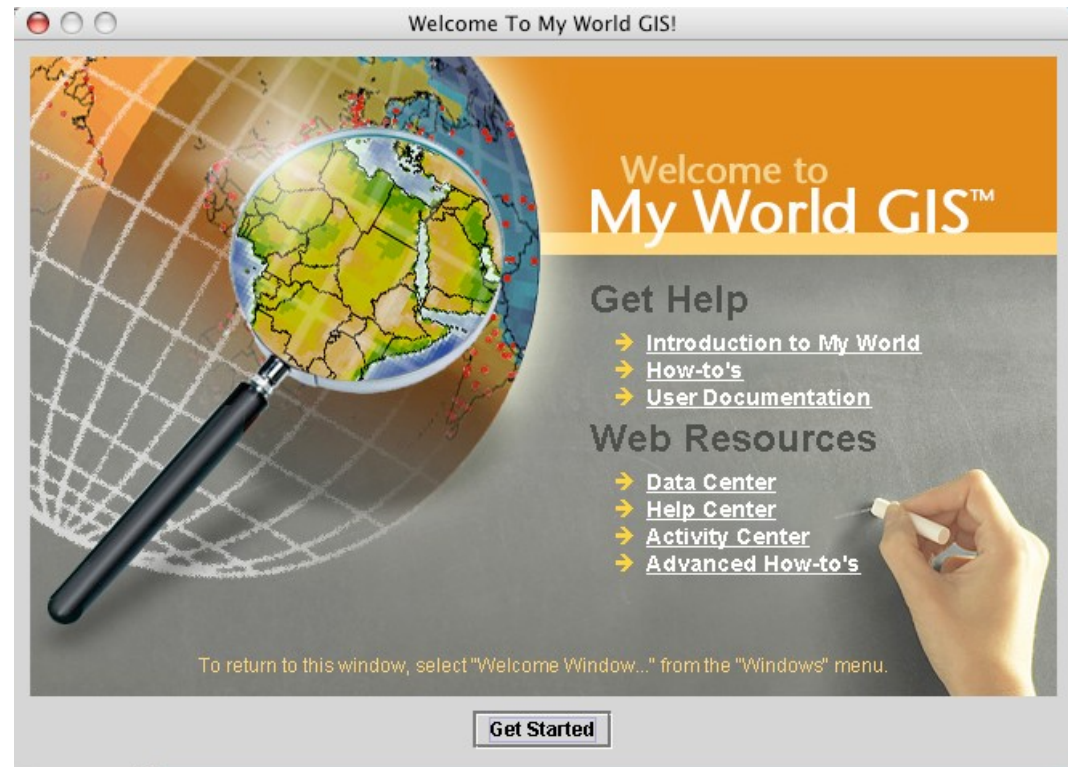 Welcome To My World GIS!
Welcome to
My World GIS™
Get Help
Introduction to My World
How-to's
User Documentation
Web Resources
Data Center
Help Center
Activity Center
Advanced How-to's
To return to this window, select "Welcome Window..." from the "Windows" menu.
Get Started